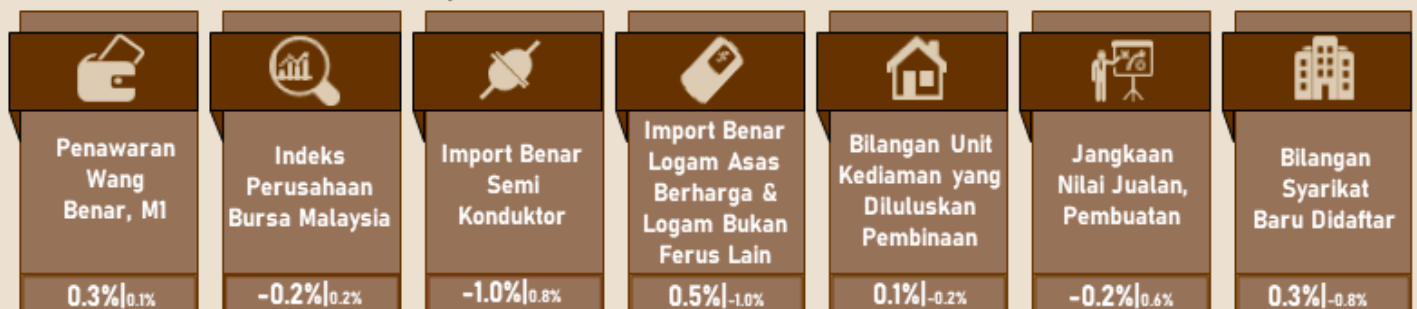 Penawaran
Wang
Benar, M1
0.3%|0.1%
Indeks
Perusahaan
Bursa Malaysia
-0.2%|0.2%
Import Benar
Semi
Konduktor
-1.0%|0.8%
Import Benar
Logam Asas
Berharga &
Logam Bukan
Ferus Lain
0.5%|-1.0%
Bilangan Unit
Kediaman yang
Diluluskan
Pembinaan
0.1%|-0.2%
Jangkaan
Nilai Jualan,
Pembuatan
-0.2%|0.6%
Bilangan
Syarikat
Baru Didaftar
0.3%|-0.8%